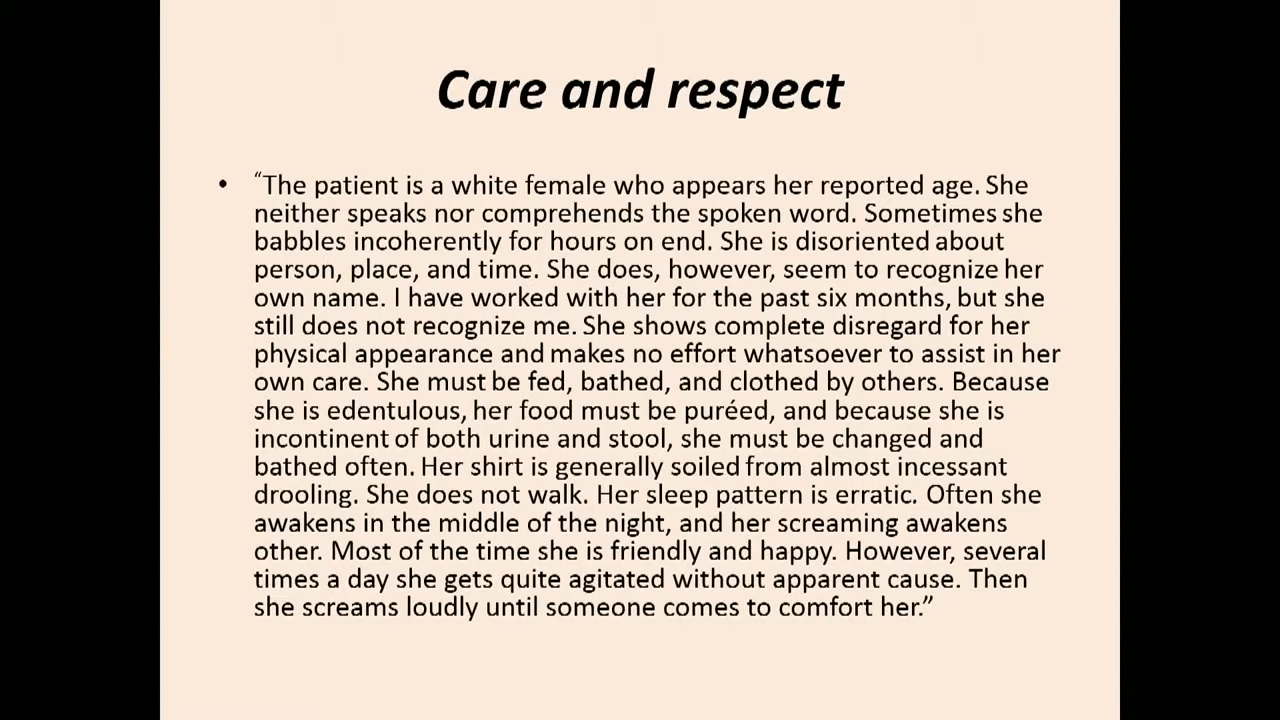 Care and respect
• “The patient is a white female who appears her reported age. She
neither speaks nor comprehends the spoken word. Sometimes she
babbles incoherently for hours on end. She is disoriented about
person, place, and time. She does, however, seem to recognize her
own name. I have worked with her for the past six months, but she
still does not recognize me. She shows complete disregard for her
physical appearance and makes no effort whatsoever to assist in her
own care. She must be fed, bathed, and clothed by others. Because
she is edentulous, her food must be puréed, and because she is
incontinent of both urine and stool, she must be changed and
bathed often. Her shirt is generally soiled from almost incessant
drooling. She does not walk. Her sleep pattern is erratic. Often she
awakens in the middle of the night, and her screaming awakens
other. Most of the time she is friendly and happy. However, several
times a day she gets quite agitated without apparent cause. Then
she screams loudly until someone comes to comfort her.”